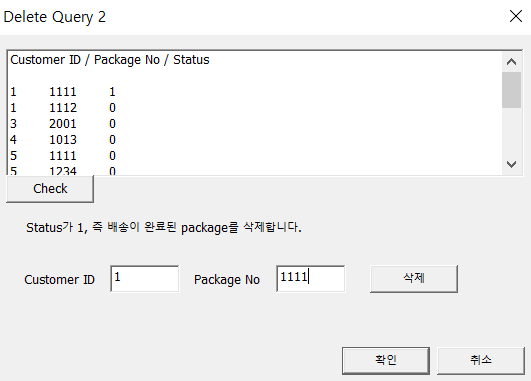 Delete Query 2
Customer ID / Package No / Status
1 1111 1
1 1112 0
3 2001 0
4 1013 0
5 1111 0
5 1234 0
Check
Status가 1, 즉 배송이 완료된 package를 삭제합니다.
Customer ID 1 Package No 1111 삭제
확인 취소